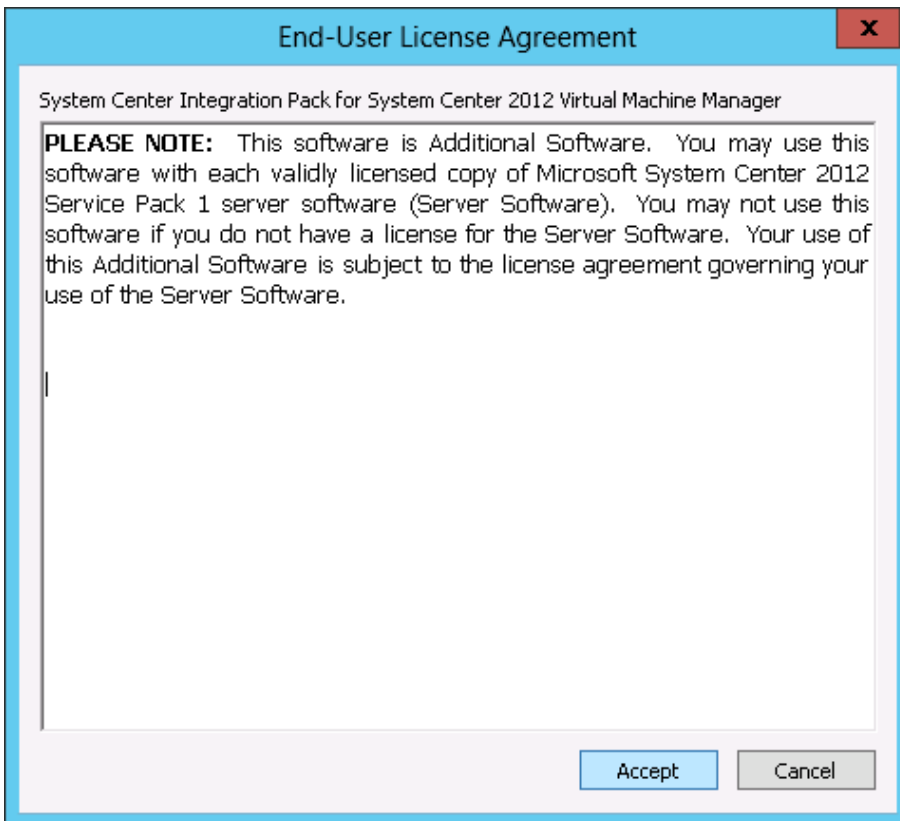 End-User License Agreement
x
System Center Integration Pack for System Center 2012 Virtual Machine Manager
PLEASE NOTE: This software is Additional Software. You may use this
software with each validly licensed copy of Microsoft System Center 2012
Service Pack 1 server software (Server Software). You may not use this
software if you do not have a license for the Server Software. Your use of
this Additional Software is subject to the license agreement governing your
use of the Server Software.
Accept
Cancel